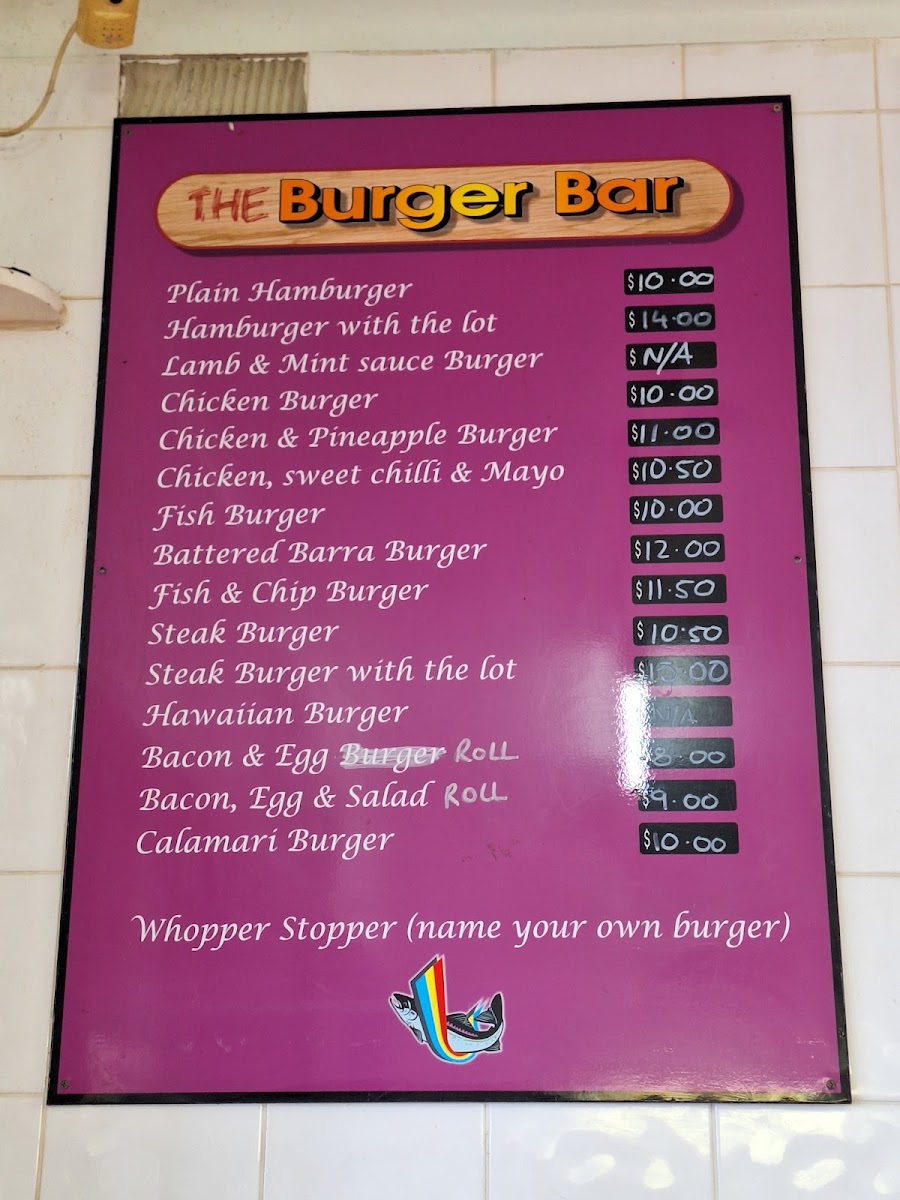 THE Burger Bar
Plain Hamburger $10.00
Hamburger with the lot $14.00
Lamb & Mint sauce Burger $N/A
Chicken Burger $10.00
Chicken & Pineapple Burger $11.00
Chicken, sweet chilli & Mayo $10.50
Fish Burger $10.00
Battered Barra Burger $12.00
Fish & Chip Burger $11.50
Steak Burger $10.50
Steak Burger with the lot $15.00
Hawaiian Burger N/A
Bacon & Egg Burger ROLL $8.00
Bacon, Egg & Salad ROLL $9.00
Calamari Burger $10.00
Whopper Stopper (name your own burger)